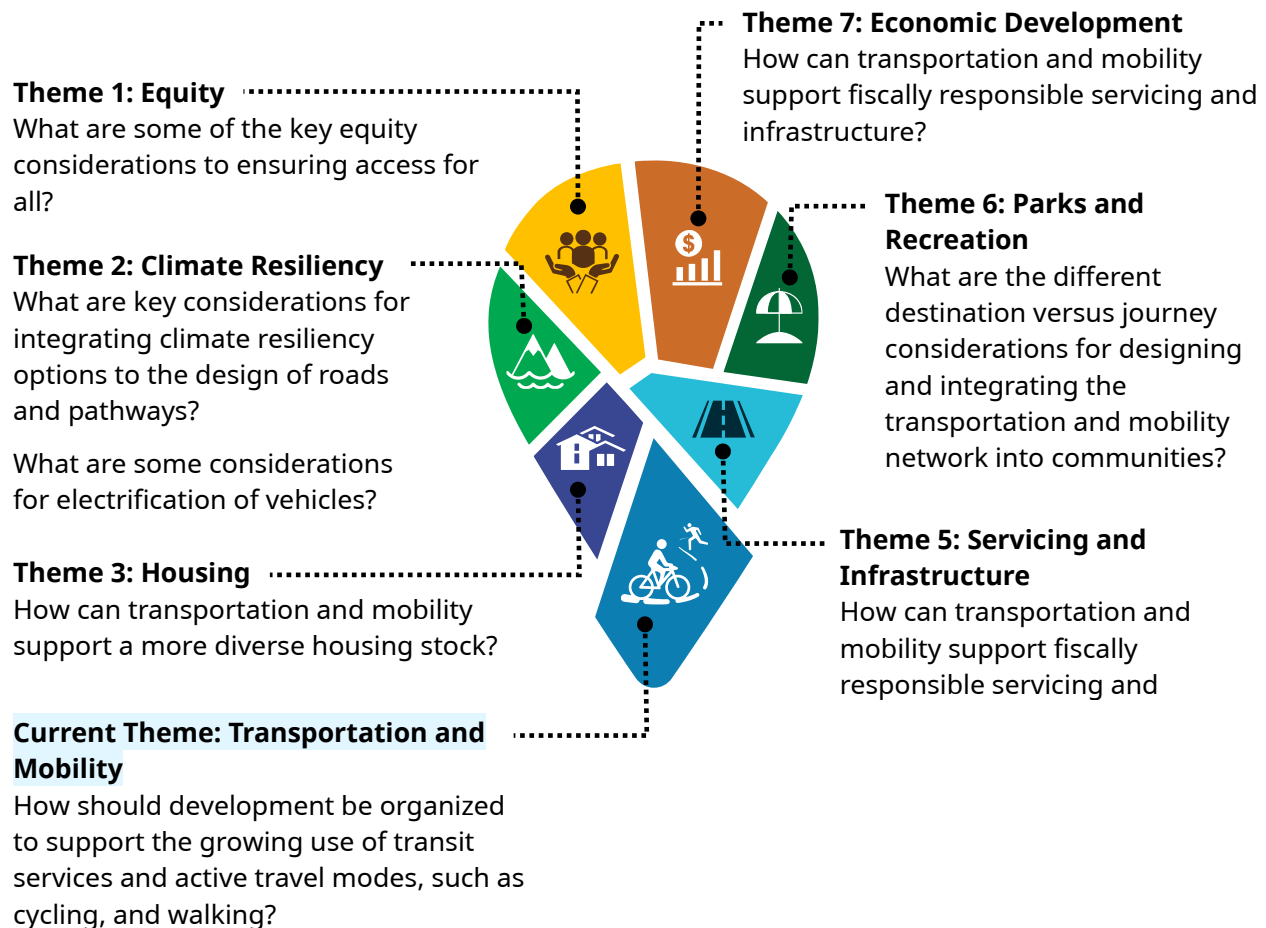 Theme 1: Equity
What are some of the key equity
considerations to ensuring access for
all?
Theme 2: Climate Resiliency
What are key considerations for
integrating climate resiliency
options to the design of roads
and pathways?
What are some considerations
for electrification of vehicles?
Theme 3: Housing
How can transportation and mobility
support a more diverse housing stock?
Current Theme: Transportation and
Mobility
How should development be organized
to support the growing use of transit
services and active travel modes, such as
cycling, and walking?
Theme 7: Economic Development
How can transportation and mobility
support fiscally responsible servicing and
infrastructure?
Theme 6: Parks and
Recreation
What are the different
destination versus journey
considerations for designing
and integrating the
transportation and mobility
network into communities?
Theme 5: Servicing and
Infrastructure
How can transportation and
mobility support fiscally
responsible servicing and
$